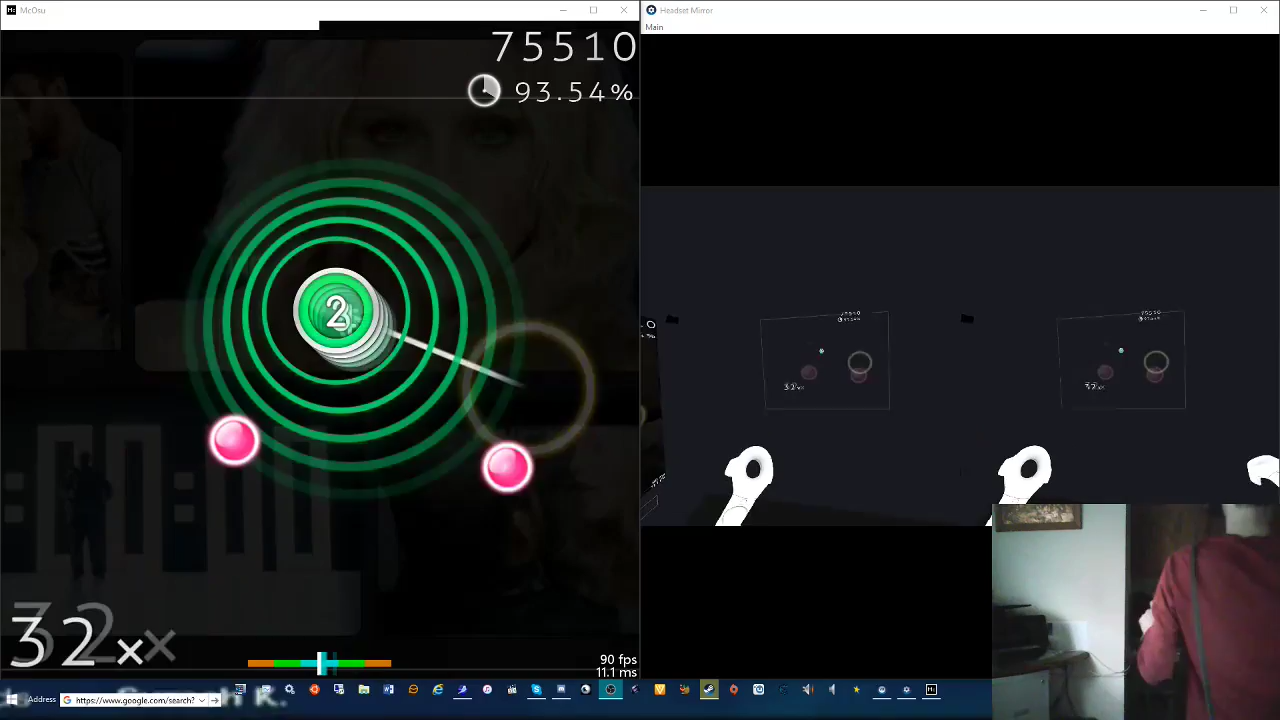 McOsu
Headset Mirror
Main
75510
93.54%
2
32x
90 fps
11.1 ms
Address
https://www.google.com/search?